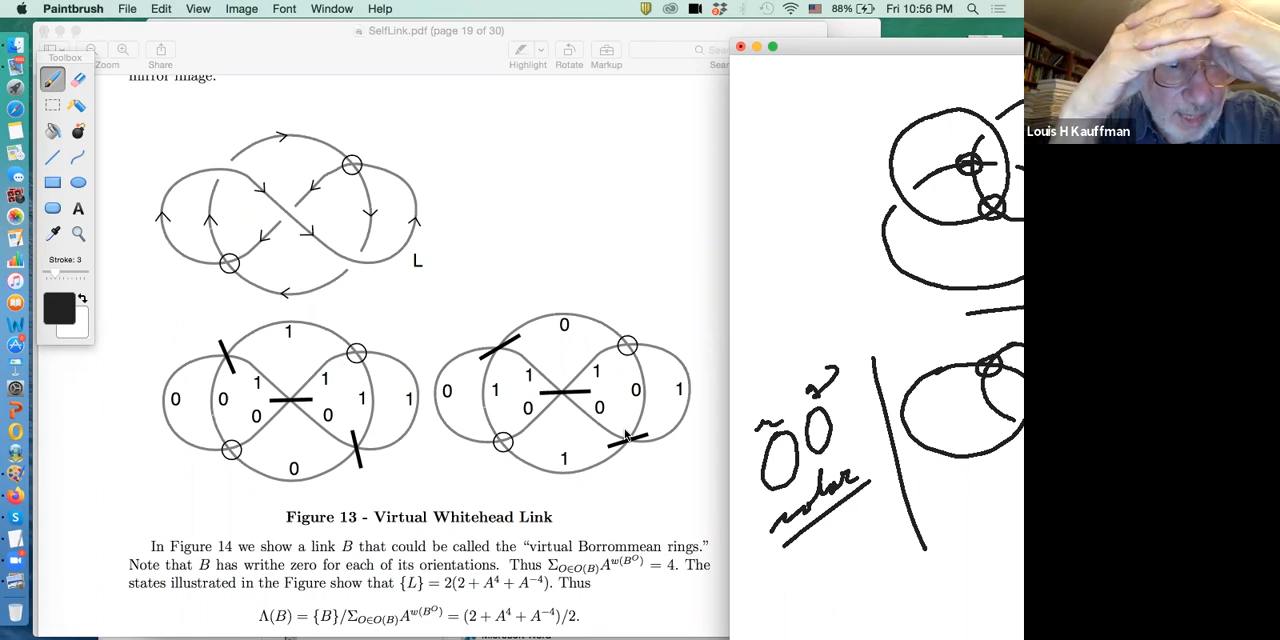 Paintbrush File Edit View Image Font Window Help
88% Fri 10:56 PM
SelfLink.pdf (page 19 of 30)
Toolbox
Zoom Share Highlight Rotate Markup
mirror image.
L
Stroke: 3
1
0
1 1
0 0 1 1
0 0
0
0
1 1
0 1 0 1
0 0
1
Figure 13 - Virtual Whitehead Link
In Figure 14 we show a link B that could be called the “virtual Borrommean rings.”
Note that B has writhe zero for each of its orientations. Thus Σ_{O∈O(B)}A^{w(B^O)} = 4. The
states illustrated in the Figure show that {L} = 2(2 + A⁴ + A⁻⁴). Thus
Λ(B) = {B}/Σ_{O∈O(B)}A^{w(B^O)} = (2 + A⁴ + A⁻⁴)/2.
Louis H Kauffman